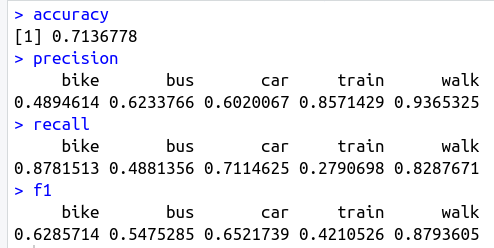 > accuracy
[1] 0.7136778
> precision
     bike       bus       car     train      walk
0.4894614 0.6233766 0.6020067 0.8571429 0.9365325
> recall
     bike       bus       car     train      walk
0.8781513 0.4881356 0.7114625 0.2790698 0.8287671
> f1
     bike       bus       car     train      walk
0.6285714 0.5475285 0.6521739 0.4210526 0.8793605